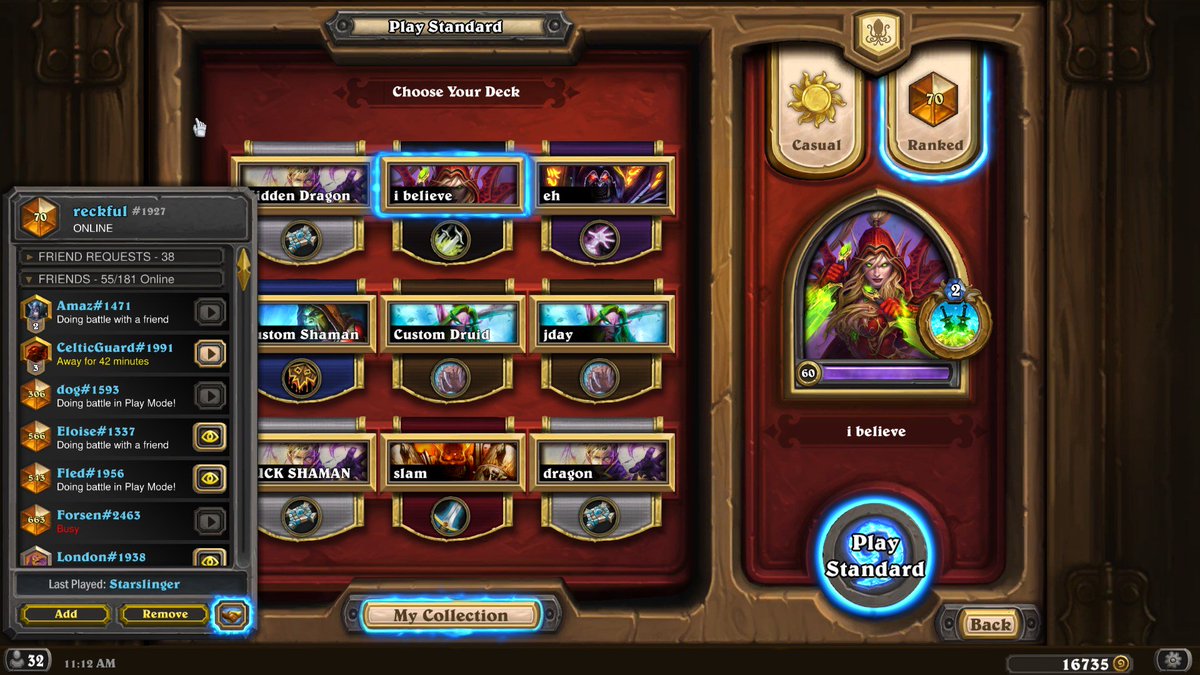 Play Standard
Choose Your Deck
idden Dragon
i believe
eh
ustom Shaman
Custom Druid
jday
UCK SHAMAN
slam
dragon
My Collection
70
reckful #1927
ONLINE
FRIEND REQUESTS - 38
FRIENDS - 55/181 Online
2
Amaz#1471
Doing battle with a friend
3
CelticGuard#1991
Away for 42 minutes
306
dog#1593
Doing battle in Play Mode!
566
Eloise#1337
Doing battle with a friend
543
Fled#1956
Doing battle in Play Mode!
663
Forsen#2463
Busy
London#1938
Last Played: Starslinger
Add
Remove
32
11:12 AM
Casual
70
Ranked
2
60
i believe
Play
Standard
Back
16735